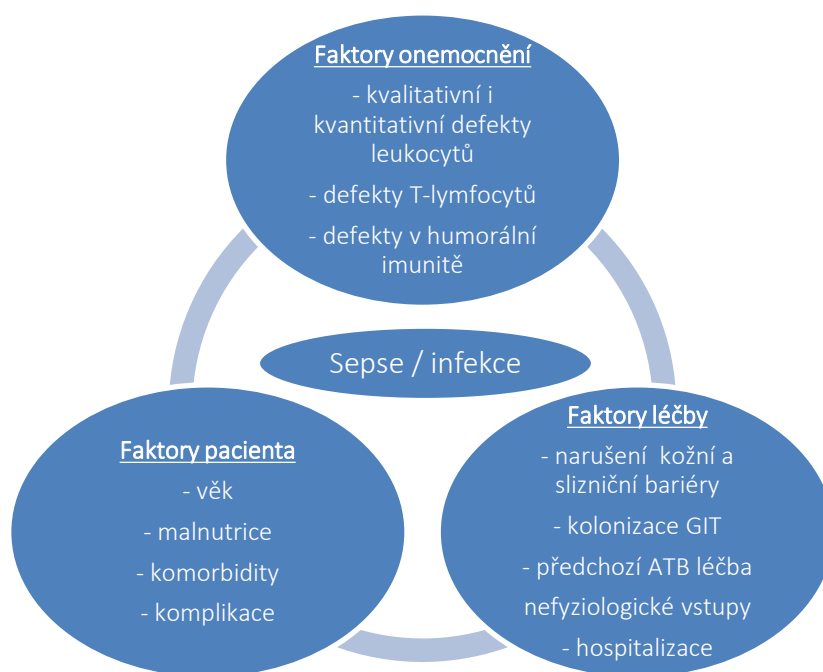 Faktory onemocnění
- kvalitativní i
kvantitativní defekty
leukocytů
- defekty T-lymfocytů
- defekty v humorální
imunitě
Sepse / infekce
Faktory pacienta
- věk
- malnutrice
- komorbidity
- komplikace
Faktory léčby
- narušení kožní a
slizniční bariéry
- kolonizace GIT
- předchozí ATB léčba
nefyziologické vstupy
- hospitalizace